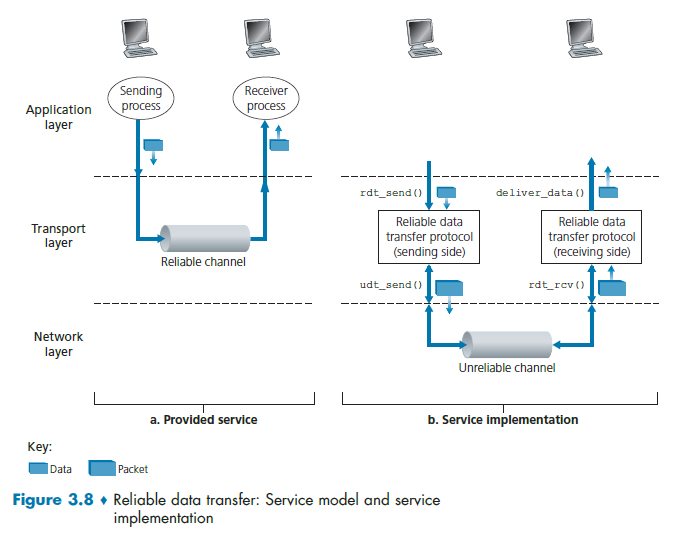 Sending
process
Receiver
process
Application
layer
rdt_send()
deliver_data()
Transport
layer
Reliable channel
Reliable data
transfer protocol
(sending side)
Reliable data
transfer protocol
(receiving side)
udt_send()
rdt_rcv()
Network
layer
Unreliable channel
a. Provided service
b. Service implementation
Key:
Data
Packet
Figure 3.8 ♦ Reliable data transfer: Service model and service
implementation